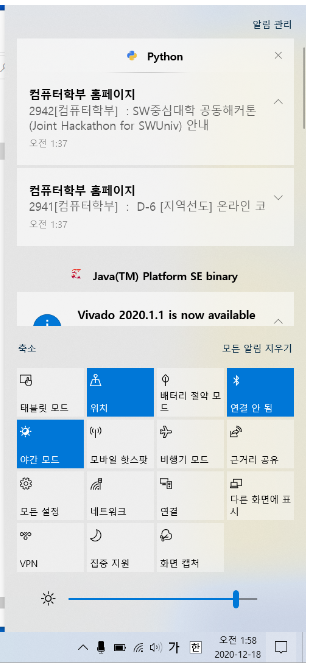 알림 관리
Python
컴퓨터학부 홈페이지
2942[컴퓨터학부] : SW중심대학 공동해커톤
(Joint Hackathon for SWUniv) 안내
오전 1:37
컴퓨터학부 홈페이지
2941[컴퓨터학부] : D-6 [지역선도] 온라인 코
오전 1:37
Java(TM) Platform SE binary
Vivado 2020.1.1 is now available
축소
모든 알림 지우기
태블릿 모드
위치
배터리 절약 모
드
연결 안 됨
야간 모드
모바일 핫스팟
비행기 모드
근거리 공유
모든 설정
네트워크
연결
다른 화면에 표
시
VPN
집중 지원
화면 캡처
가
한
오전 1:58
2020-12-18